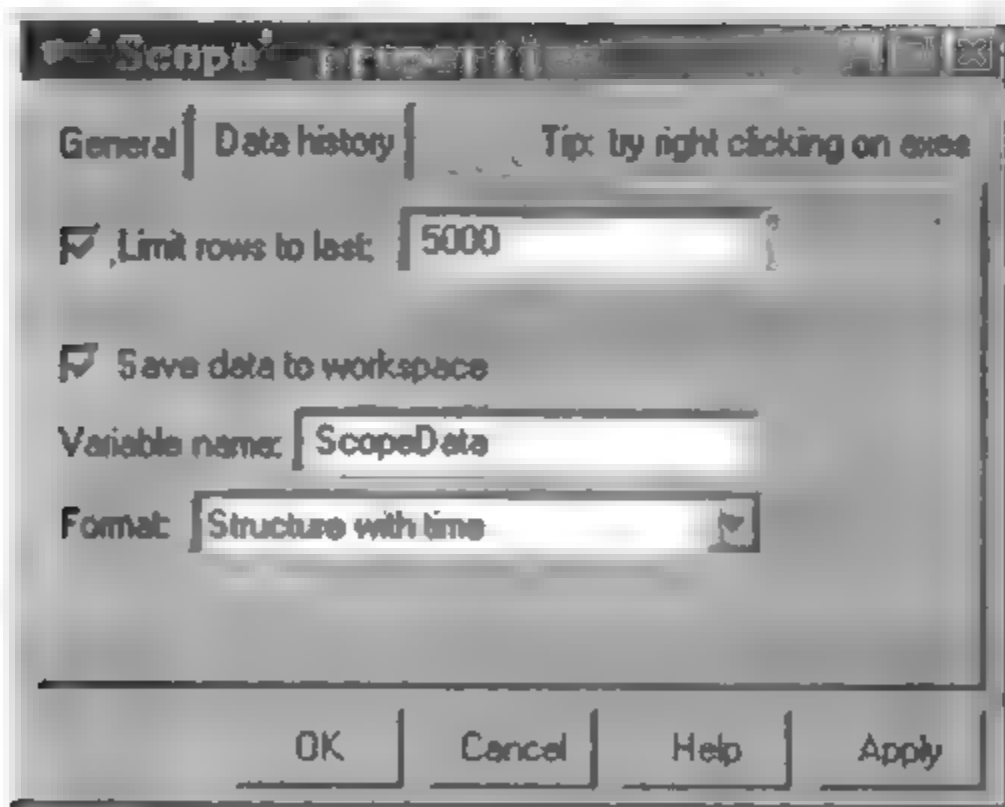 'Scope' properties
General Data history Tip: try right clicking on axes
Limit rows to last: 5000
Save data to workspace
Variable name: ScopeData
Format: Structure with time
OK Cancel Help Apply